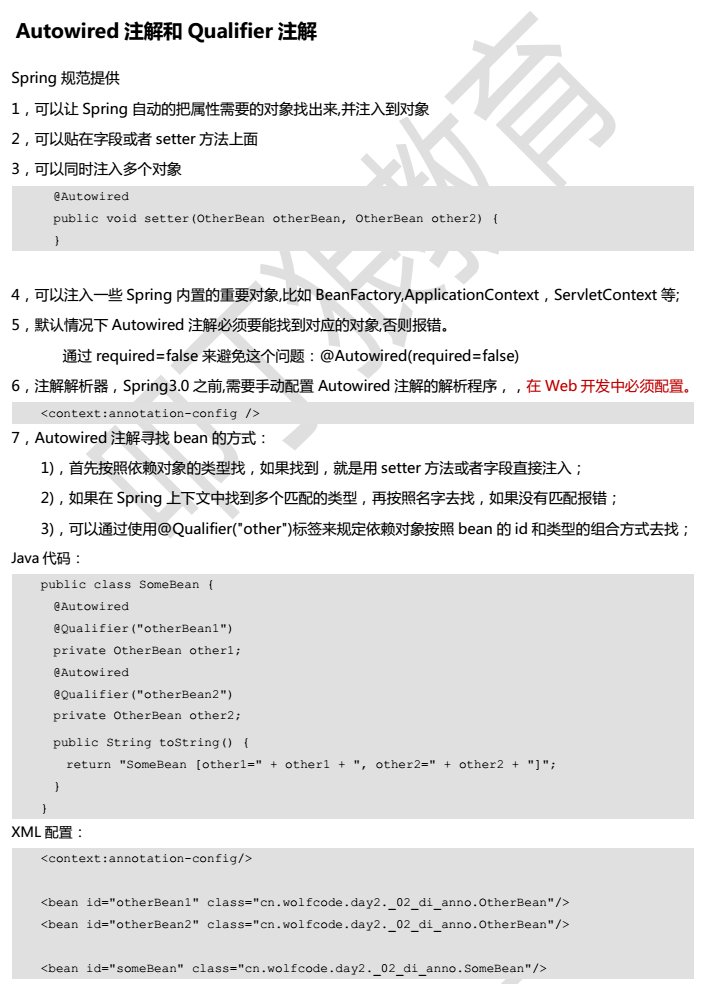 Autowired 注解和 Qualifier 注解
Spring 规范提供
1，可以让 Spring 自动的把属性需要的对象找出来,并注入到对象
2，可以贴在字段或者 setter 方法上面
3，可以同时注入多个对象
@Autowired
public void setter(OtherBean otherBean, OtherBean other2) {
}
4，可以注入一些 Spring 内置的重要对象,比如 BeanFactory,ApplicationContext，ServletContext 等;
5，默认情况下 Autowired 注解必须要能找到对应的对象,否则报错。
通过 required=false 来避免这个问题：@Autowired(required=false)
6，注解解析器，Spring3.0 之前,需要手动配置 Autowired 注解的解析程序，，在 Web 开发中必须配置。
<context:annotation-config />
7，Autowired 注解寻找 bean 的方式：
1)，首先按照依赖对象的类型找，如果找到，就是用 setter 方法或者字段直接注入；
2)，如果在 Spring 上下文中找到多个匹配的类型，再按照名字去找，如果没有匹配报错；
3)，可以通过使用@Qualifier("other")标签来规定依赖对象按照 bean 的 id 和类型的组合方式去找；
Java 代码：
public class SomeBean {
@Autowired
@Qualifier("otherBean1")
private OtherBean other1;
@Autowired
@Qualifier("otherBean2")
private OtherBean other2;
public String toString() {
return "SomeBean [other1=" + other1 + ", other2=" + other2 + "]";
}
}
XML 配置：
<context:annotation-config/>
<bean id="otherBean1" class="cn.wolfcode.day2._02_di_anno.OtherBean"/>
<bean id="otherBean2" class="cn.wolfcode.day2._02_di_anno.OtherBean"/>
<bean id="someBean" class="cn.wolfcode.day2._02_di_anno.SomeBean"/>
叩丁狼教育